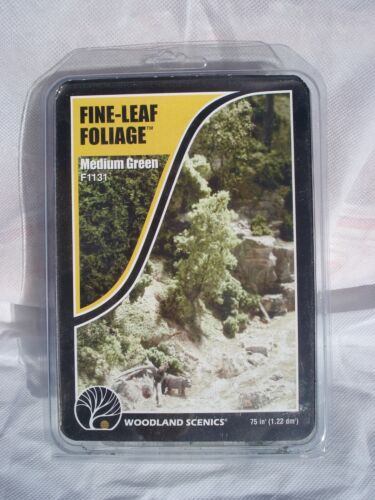 FINE-LEAF
FOLIAGE™
Medium Green
F1131
WOODLAND SCENICS®
75 in³ (1.22 dm³)